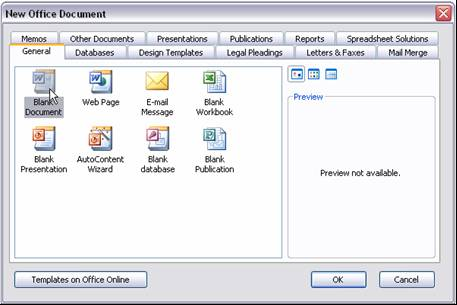 New Office Document
Memos Other Documents Presentations Publications Reports Spreadsheet Solutions
General Databases Design Templates Legal Pleadings Letters & Faxes Mail Merge
Blank Document
Web Page
E-mail Message
Blank Workbook
Blank Presentation
AutoContent Wizard
Blank database
Blank Publication
Preview
Preview not available.
Templates on Office Online
OK
Cancel